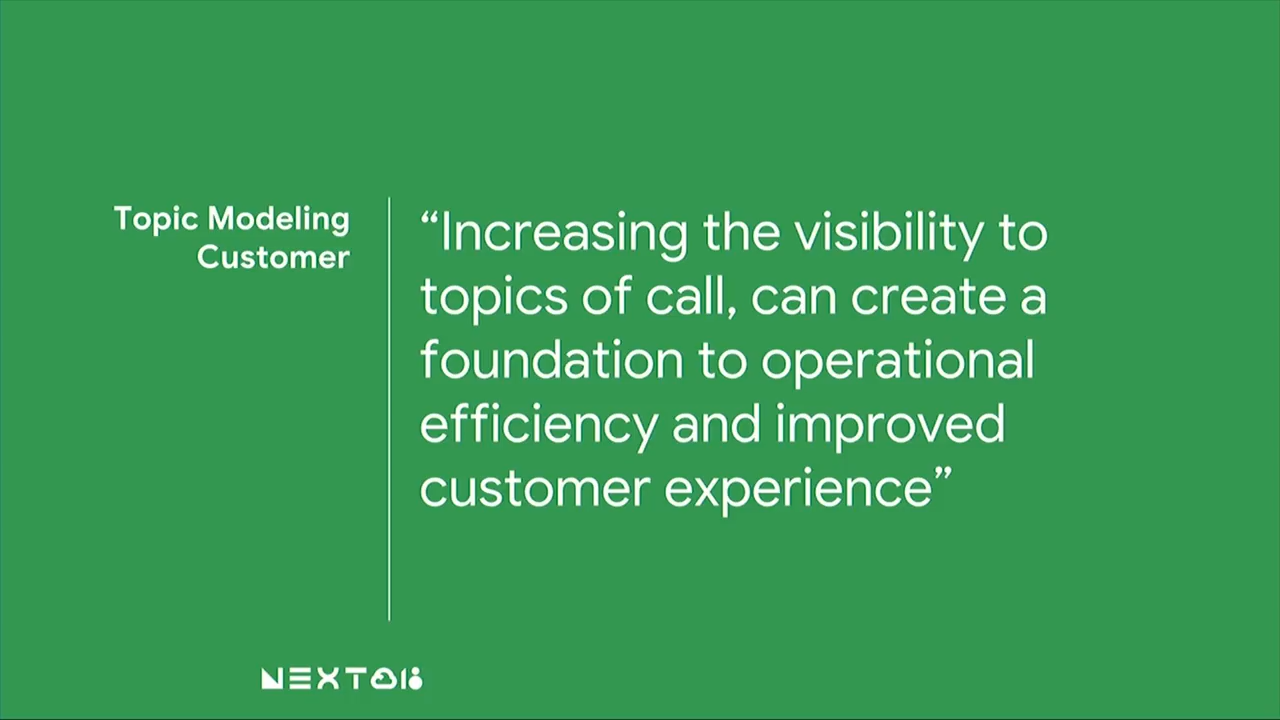 Topic Modeling
Customer
“Increasing the visibility to
topics of call, can create a
foundation to operational
efficiency and improved
customer experience”
NEXT18